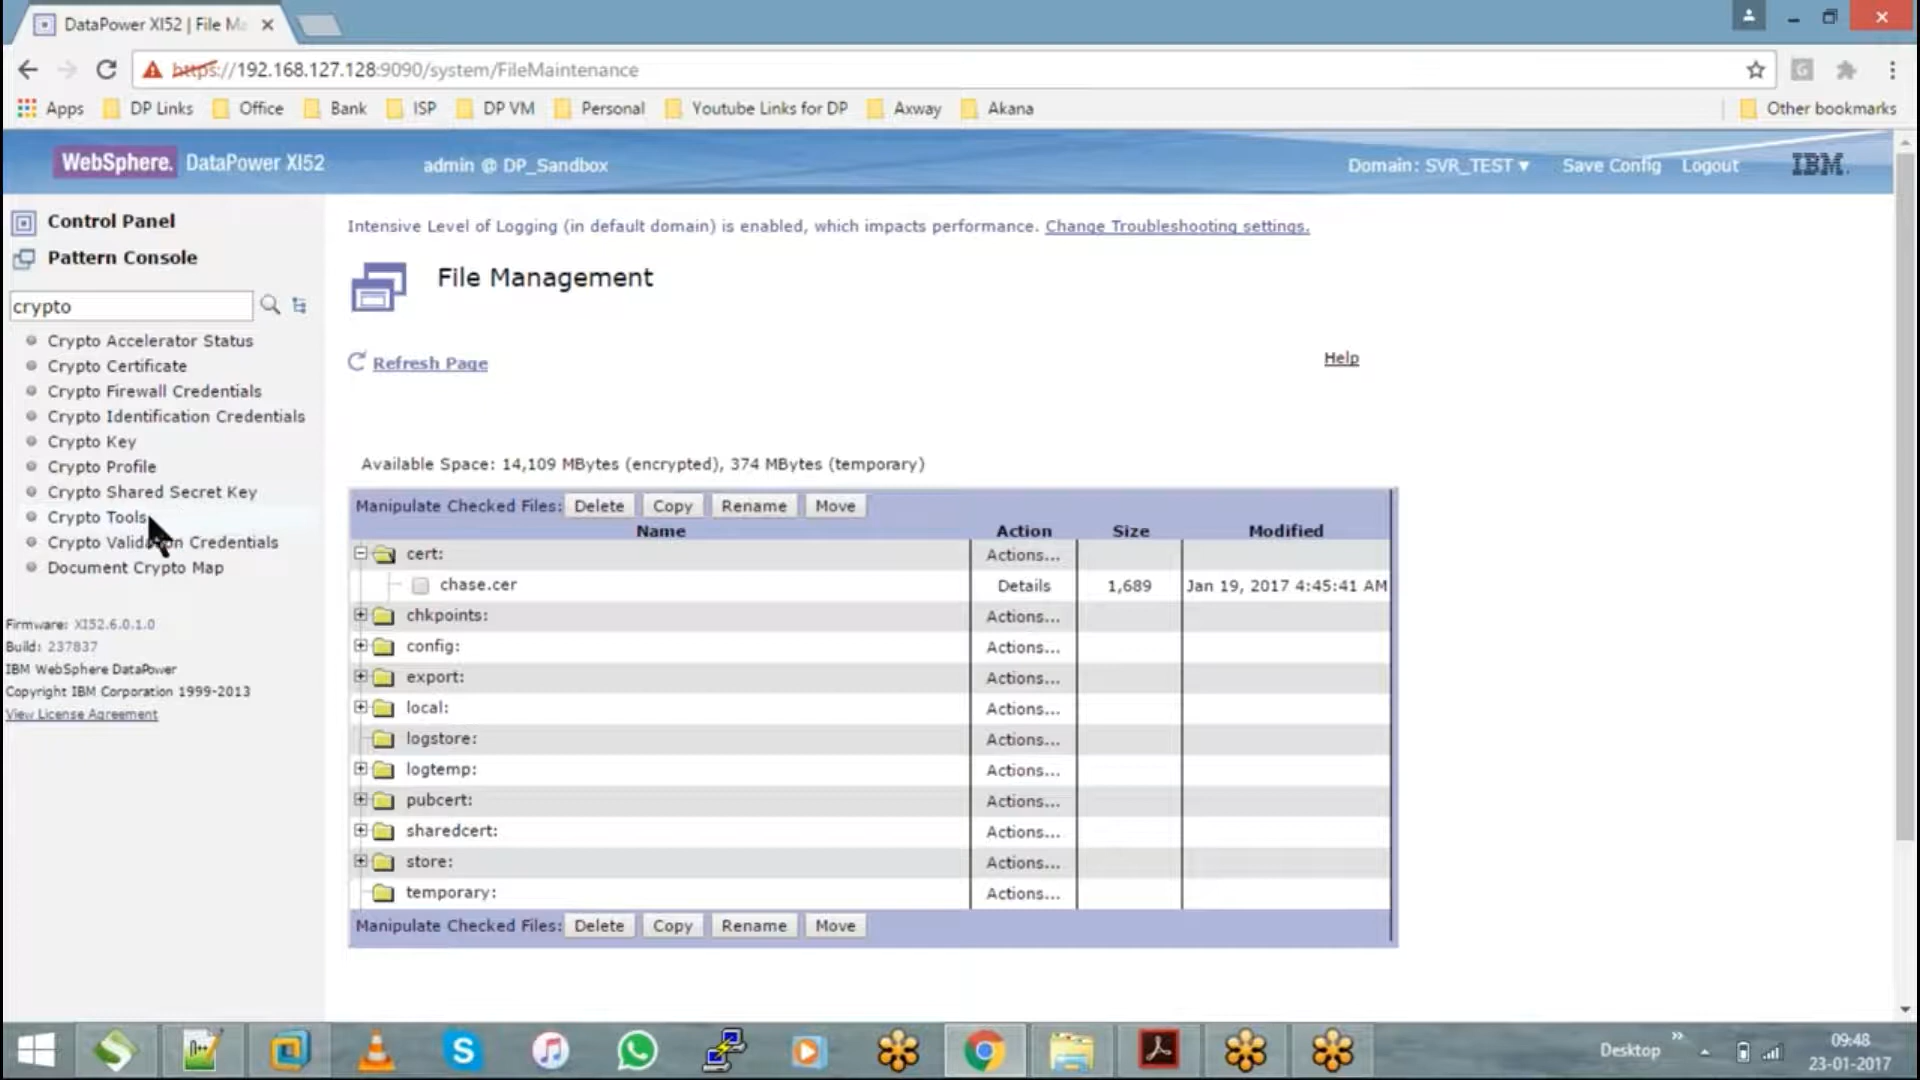 DataPower XI52 | File Ma
https://192.168.127.128:9090/system/FileMaintenance
Apps DP Links Office Bank ISP DP VM Personal Youtube Links for DP Axway Akana Other bookmarks
WebSphere. DataPower XI52 admin @ DP_Sandbox Domain: SVR_TEST ▾ Save Config Logout IBM.
Control Panel
Pattern Console
crypto
Crypto Accelerator Status
Crypto Certificate
Crypto Firewall Credentials
Crypto Identification Credentials
Crypto Key
Crypto Profile
Crypto Shared Secret Key
Crypto Tools
Crypto Validation Credentials
Document Crypto Map
Firmware: XI52.6.0.1.0
Build: 237837
IBM WebSphere DataPower
Copyright IBM Corporation 1999-2013
View License Agreement
Intensive Level of Logging (in default domain) is enabled, which impacts performance. Change Troubleshooting settings.
File Management
Refresh Page Help
Available Space: 14,109 MBytes (encrypted), 374 MBytes (temporary)
Manipulate Checked Files: Delete Copy Rename Move
Name Action Size Modified
cert: Actions...
chase.cer Details 1,689 Jan 19, 2017 4:45:41 AM
chkpoints: Actions...
config: Actions...
export: Actions...
local: Actions...
logstore: Actions...
logtemp: Actions...
pubcert: Actions...
sharedcert: Actions...
store: Actions...
temporary: Actions...
Manipulate Checked Files: Delete Copy Rename Move
Desktop
09:48
23-01-2017